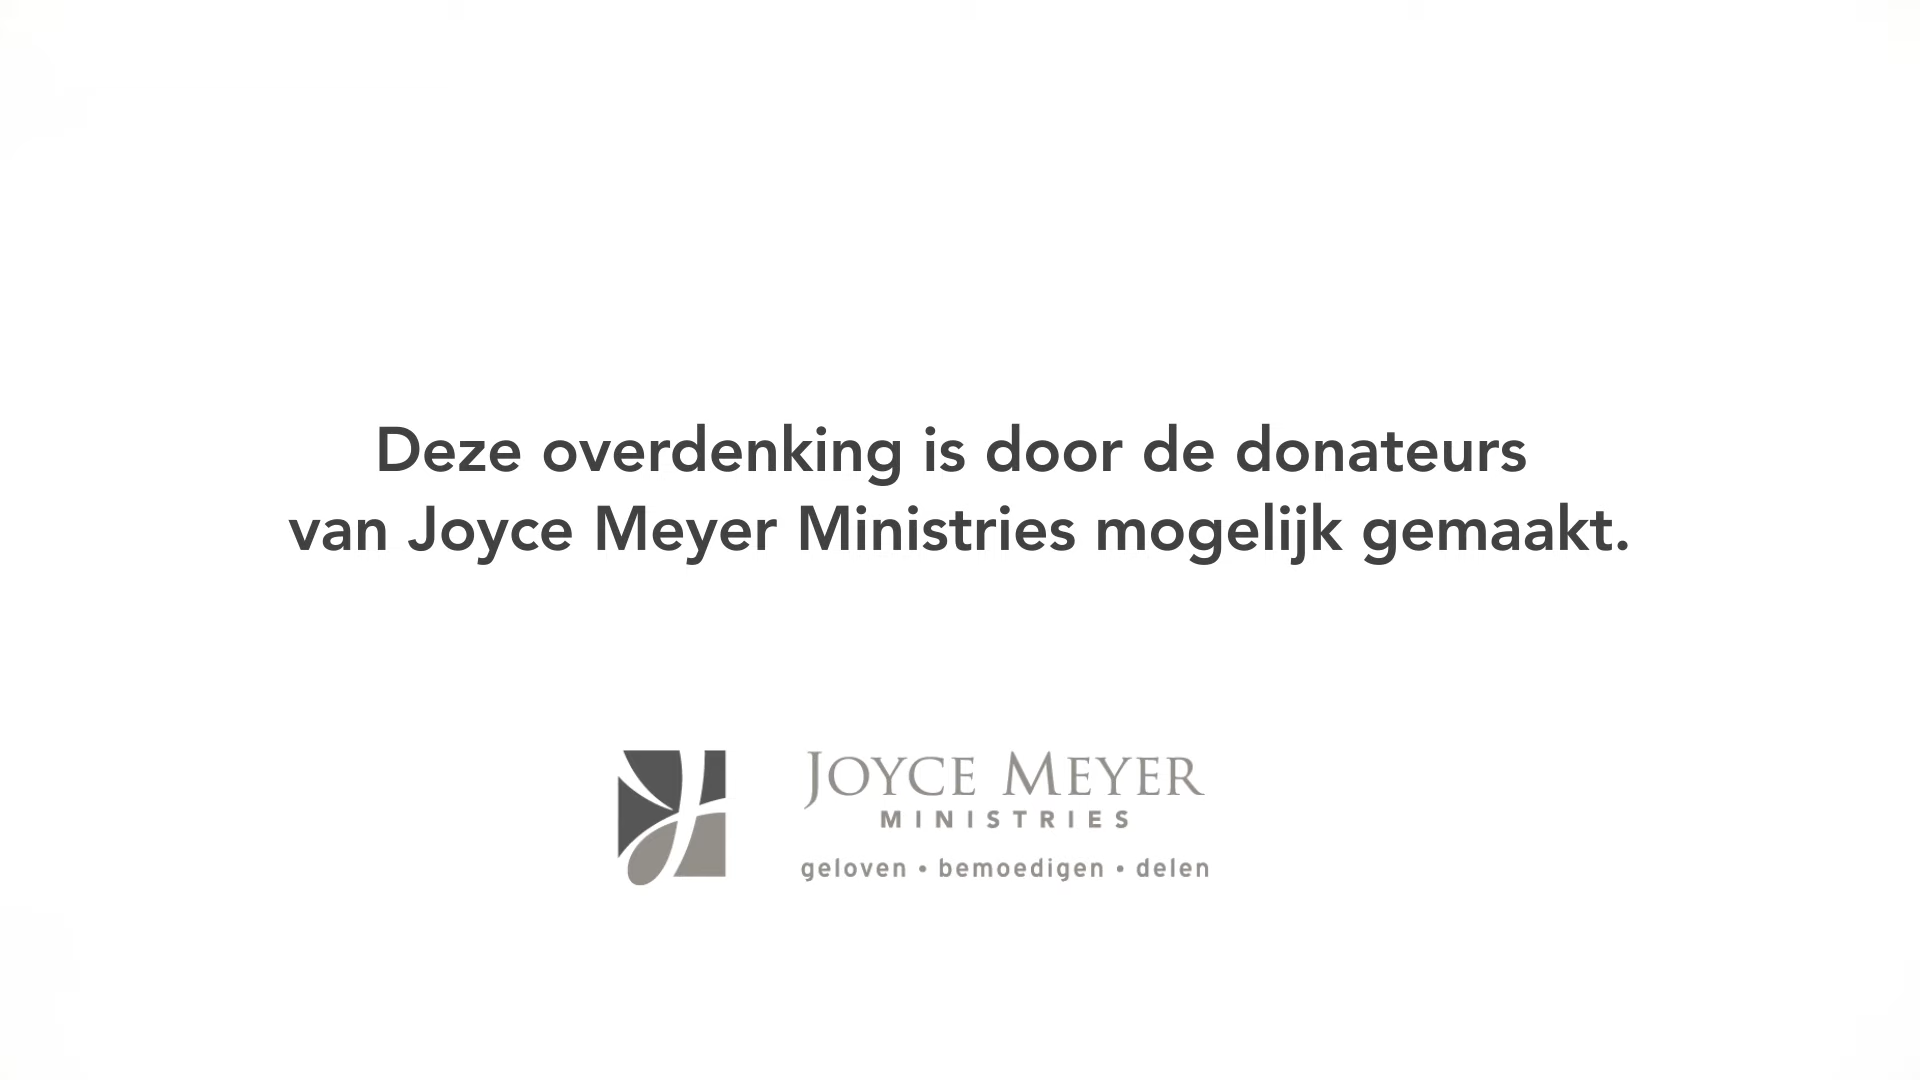 Deze overdenking is door de donateurs
van Joyce Meyer Ministries mogelijk gemaakt.
JOYCE MEYER
MINISTRIES
geloven • bemoedigen • delen